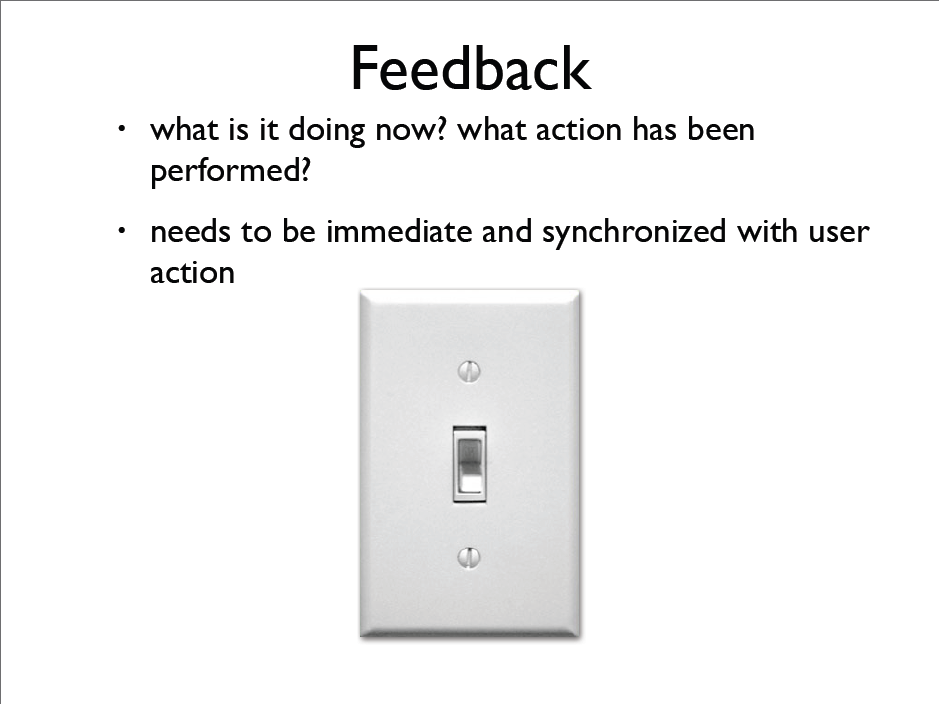 Feedback
• what is it doing now? what action has been
performed?
• needs to be immediate and synchronized with user
action